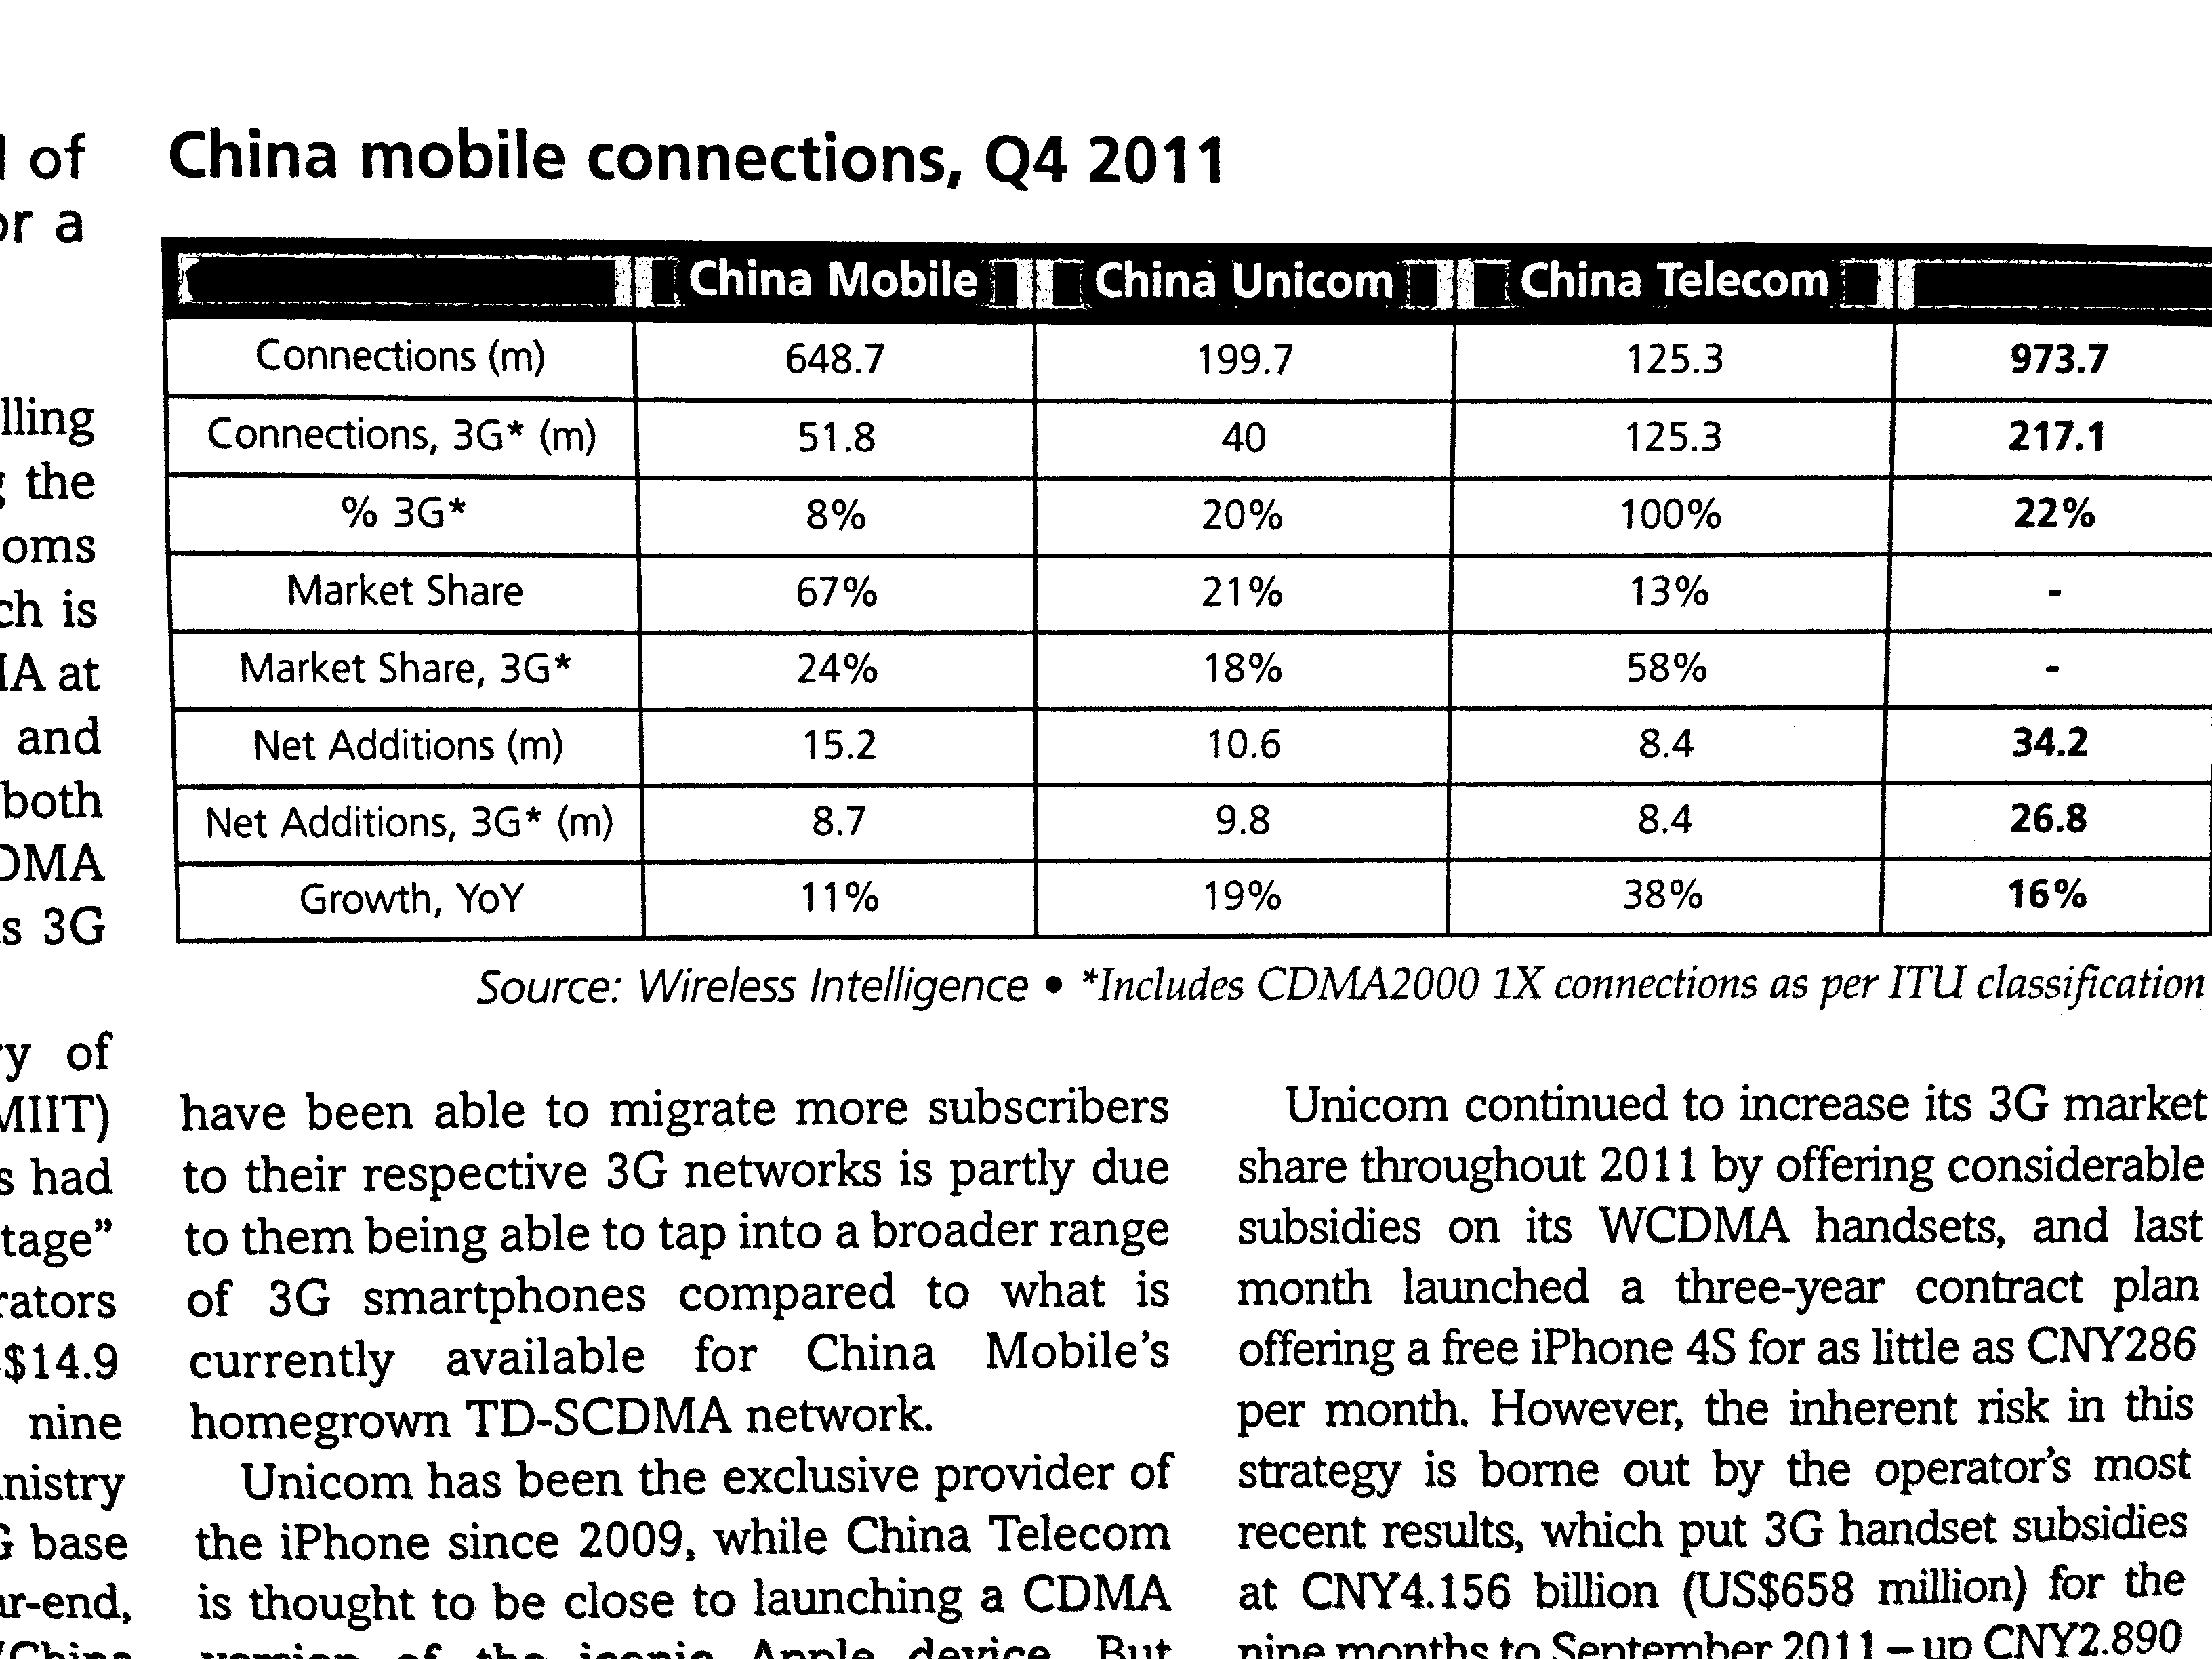 l of
or a
lling
the
oms
ch is
IA at
and
both
DMA
s 3G
ry of
MIIT)
s had
tage”
rators
$14.9
nine
nistry
G base
ar-end,
China mobile connections, Q4 2011
China Mobile China Unicom China Telecom
Connections (m) 648.7 199.7 125.3 973.7
Connections, 3G* (m) 51.8 40 125.3 217.1
% 3G* 8% 20% 100% 22%
Market Share 67% 21% 13% -
Market Share, 3G* 24% 18% 58% -
Net Additions (m) 15.2 10.6 8.4 34.2
Net Additions, 3G* (m) 8.7 9.8 8.4 26.8
Growth, YoY 11% 19% 38% 16%
Source: Wireless Intelligence • *Includes CDMA2000 1X connections as per ITU classification
have been able to migrate more subscribers
to their respective 3G networks is partly due
to them being able to tap into a broader range
of 3G smartphones compared to what is
currently available for China Mobile’s
homegrown TD-SCDMA network.
Unicom has been the exclusive provider of
the iPhone since 2009, while China Telecom
is thought to be close to launching a CDMA
version of the iconic Apple device. But
Unicom continued to increase its 3G market
share throughout 2011 by offering considerable
subsidies on its WCDMA handsets, and last
month launched a three-year contract plan
offering a free iPhone 4S for as little as CNY286
per month. However, the inherent risk in this
strategy is borne out by the operator’s most
recent results, which put 3G handset subsidies
at CNY4.156 billion (US$658 million) for the
nine months to September 2011 – up CNY2.890